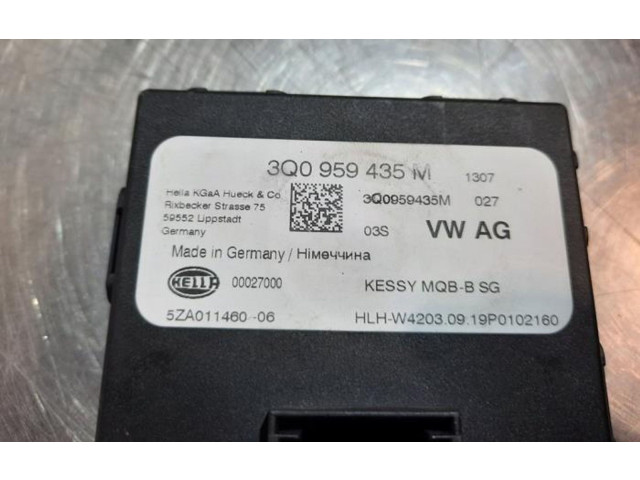 3Q0 959 435 M 1307
Hella KGaA Hueck & Co
Rixbecker Strasse 75
59552 Lippstadt
Germany
3Q0959435M 027
03S VW AG
Made in Germany / Німеччина
HELLA 00027000 KESSY MQB-B SG
5ZA011460-06 HLH-W4203.09.19P0102160